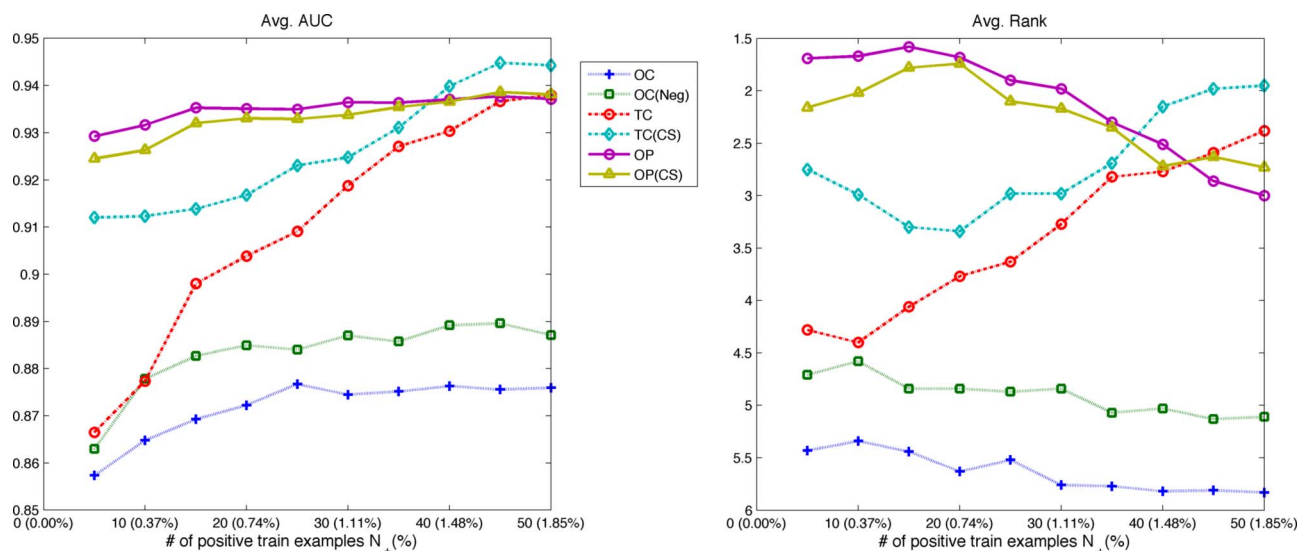 Avg. AUC
0.95
0.94
0.93
0.92
0.91
0.9
0.89
0.88
0.87
0.86
0.85
0 (0.00%) 10 (0.37%) 20 (0.74%) 30 (1.11%) 40 (1.48%) 50 (1.85%)
# of positive train examples N+(%)
OC
OC(Neg)
TC
TC(CS)
OP
OP(CS)
Avg. Rank
1.5
2
2.5
3
3.5
4
4.5
5
5.5
6
0 (0.00%) 10 (0.37%) 20 (0.74%) 30 (1.11%) 40 (1.48%) 50 (1.85%)
# of positive train examples N+(%)